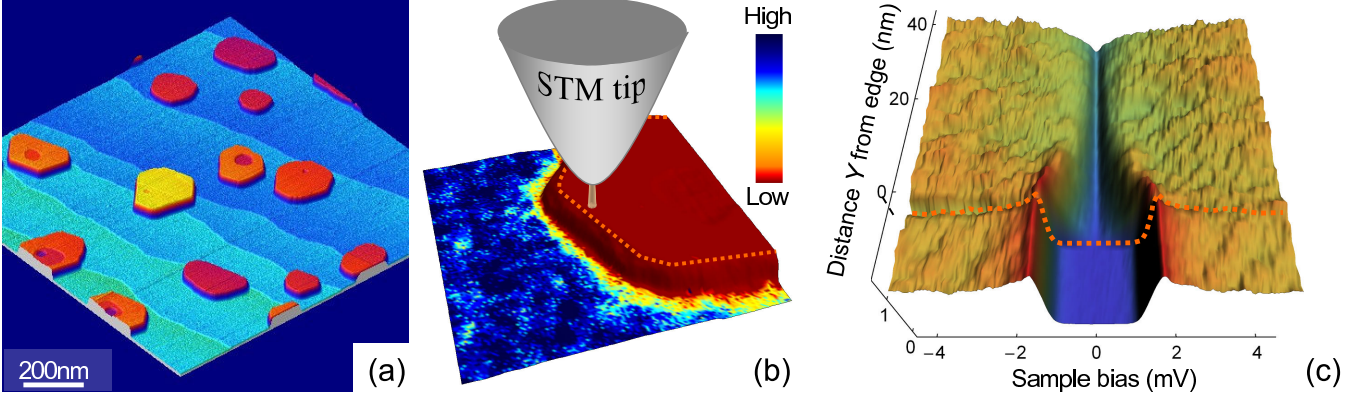 200nm
(a)
STM tip
High
Low
(b)
Distance Y from edge (nm)
40
20
0
1
0
-4
-2
0
2
4
Sample bias (mV)
(c)